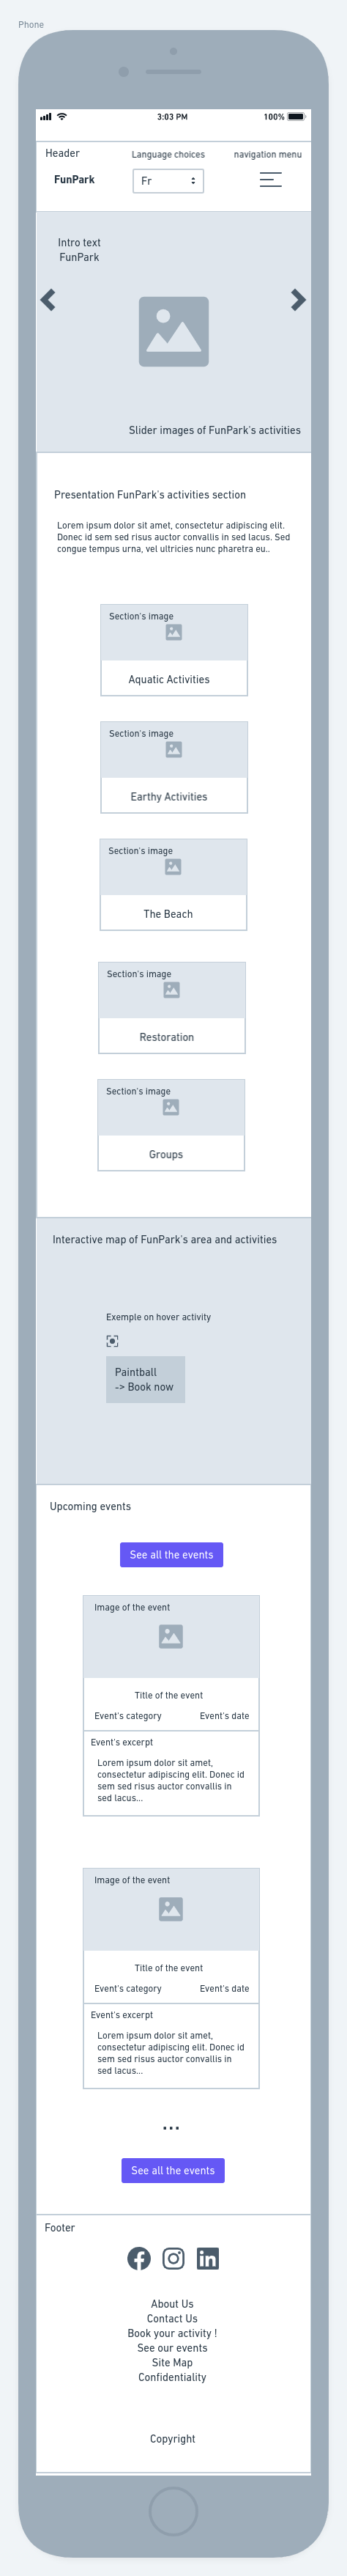 Phone
3:03 PM
100%
Header
Language choices
navigation menu
FunPark
Fr
Intro text
FunPark
Slider images of FunPark's activities
Presentation FunPark's activities section
Lorem ipsum dolor sit amet, consectetur adipiscing elit.
Donec id sem sed risus auctor convallis in sed lacus. Sed
congue tempus urna, vel ultricies nunc pharetra eu..
Section's image
Aquatic Activities
Section's image
Earthy Activities
Section's image
The Beach
Section's image
Restoration
Section's image
Groups
Interactive map of FunPark's area and activities
Exemple on hover activity
Paintball
-> Book now
Upcoming events
See all the events
Image of the event
Title of the event
Event's category
Event's date
Event's excerpt
Lorem ipsum dolor sit amet,
consectetur adipiscing elit. Donec id
sem sed risus auctor convallis in
sed lacus...
Image of the event
Title of the event
Event's category
Event's date
Event's excerpt
Lorem ipsum dolor sit amet,
consectetur adipiscing elit. Donec id
sem sed risus auctor convallis in
sed lacus...
...
See all the events
Footer
About Us
Contact Us
Book your activity !
See our events
Site Map
Confidentiality
Copyright